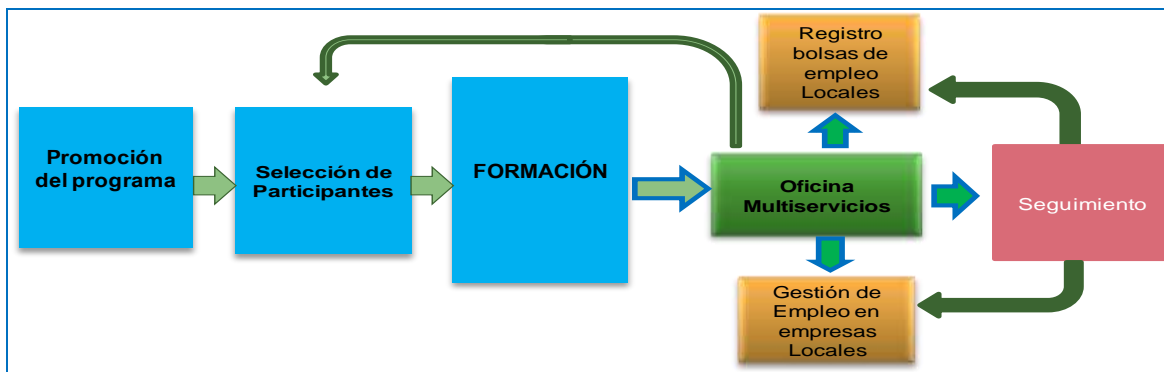 Promoción
del programa
Selección de
Participantes
FORMACIÓN
Registro
bolsas de
empleo
Locales
Oficina
Multiservicios
Gestión de
Empleo en
empresas
Locales
Seguimiento